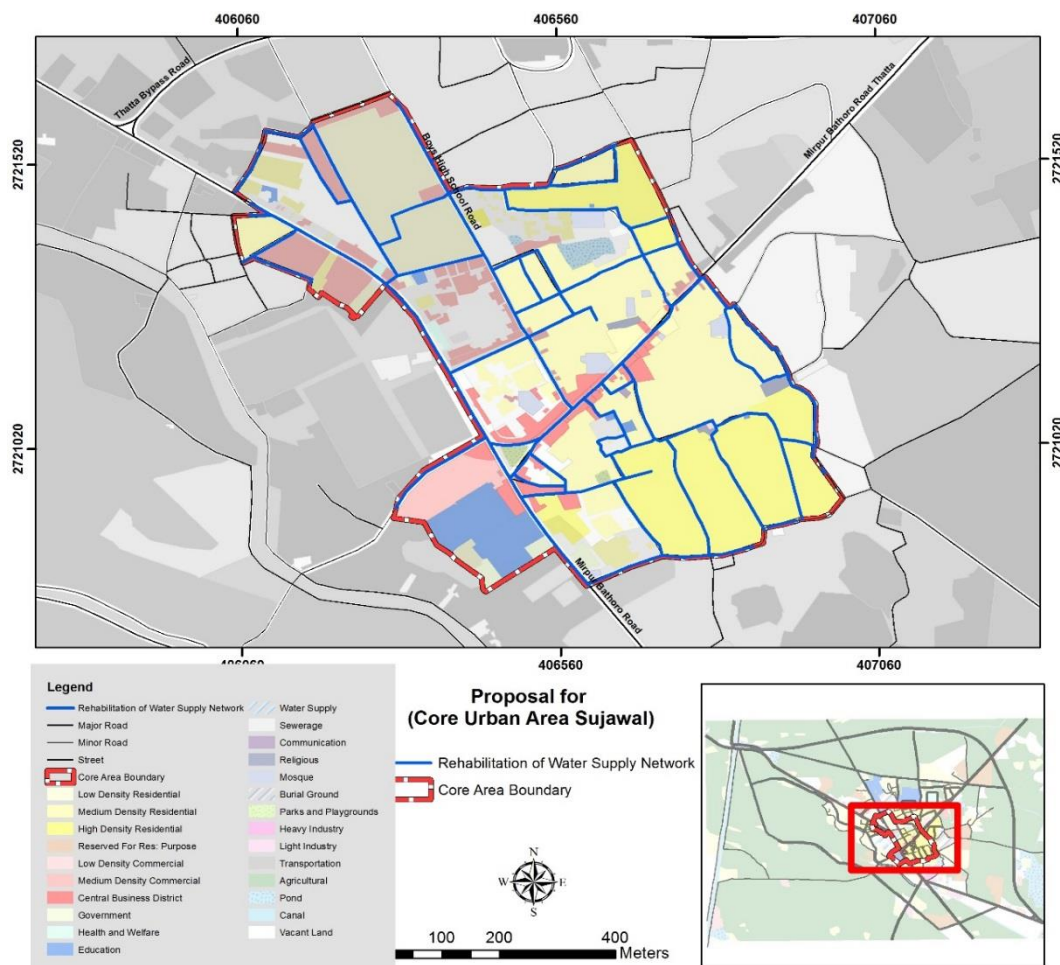 406060
406560
407060
Thatta Bypass Road
Boys High School Road
Mirpur Bathoro Road Thatta
2721520
2721520
2721020
2721020
Mirpur Bathoro Road
406560
407060
Legend
Rehabilitation of Water Supply Network
Major Road
Minor Road
Street
Core Area Boundary
Low Density Residential
Medium Density Residential
High Density Residential
Reserved For Res: Purpose
Low Density Commercial
Medium Density Commercial
Central Business District
Government
Health and Welfare
Education
Water Supply
Sewerage
Communication
Religious
Mosque
Burial Ground
Parks and Playgrounds
Heavy Industry
Light Industry
Transportation
Agricultural
Pond
Canal
Vacant Land
Proposal for
(Core Urban Area Sujawal)
Rehabilitation of Water Supply Network
Core Area Boundary
N
W E
S
100 200 400
Meters